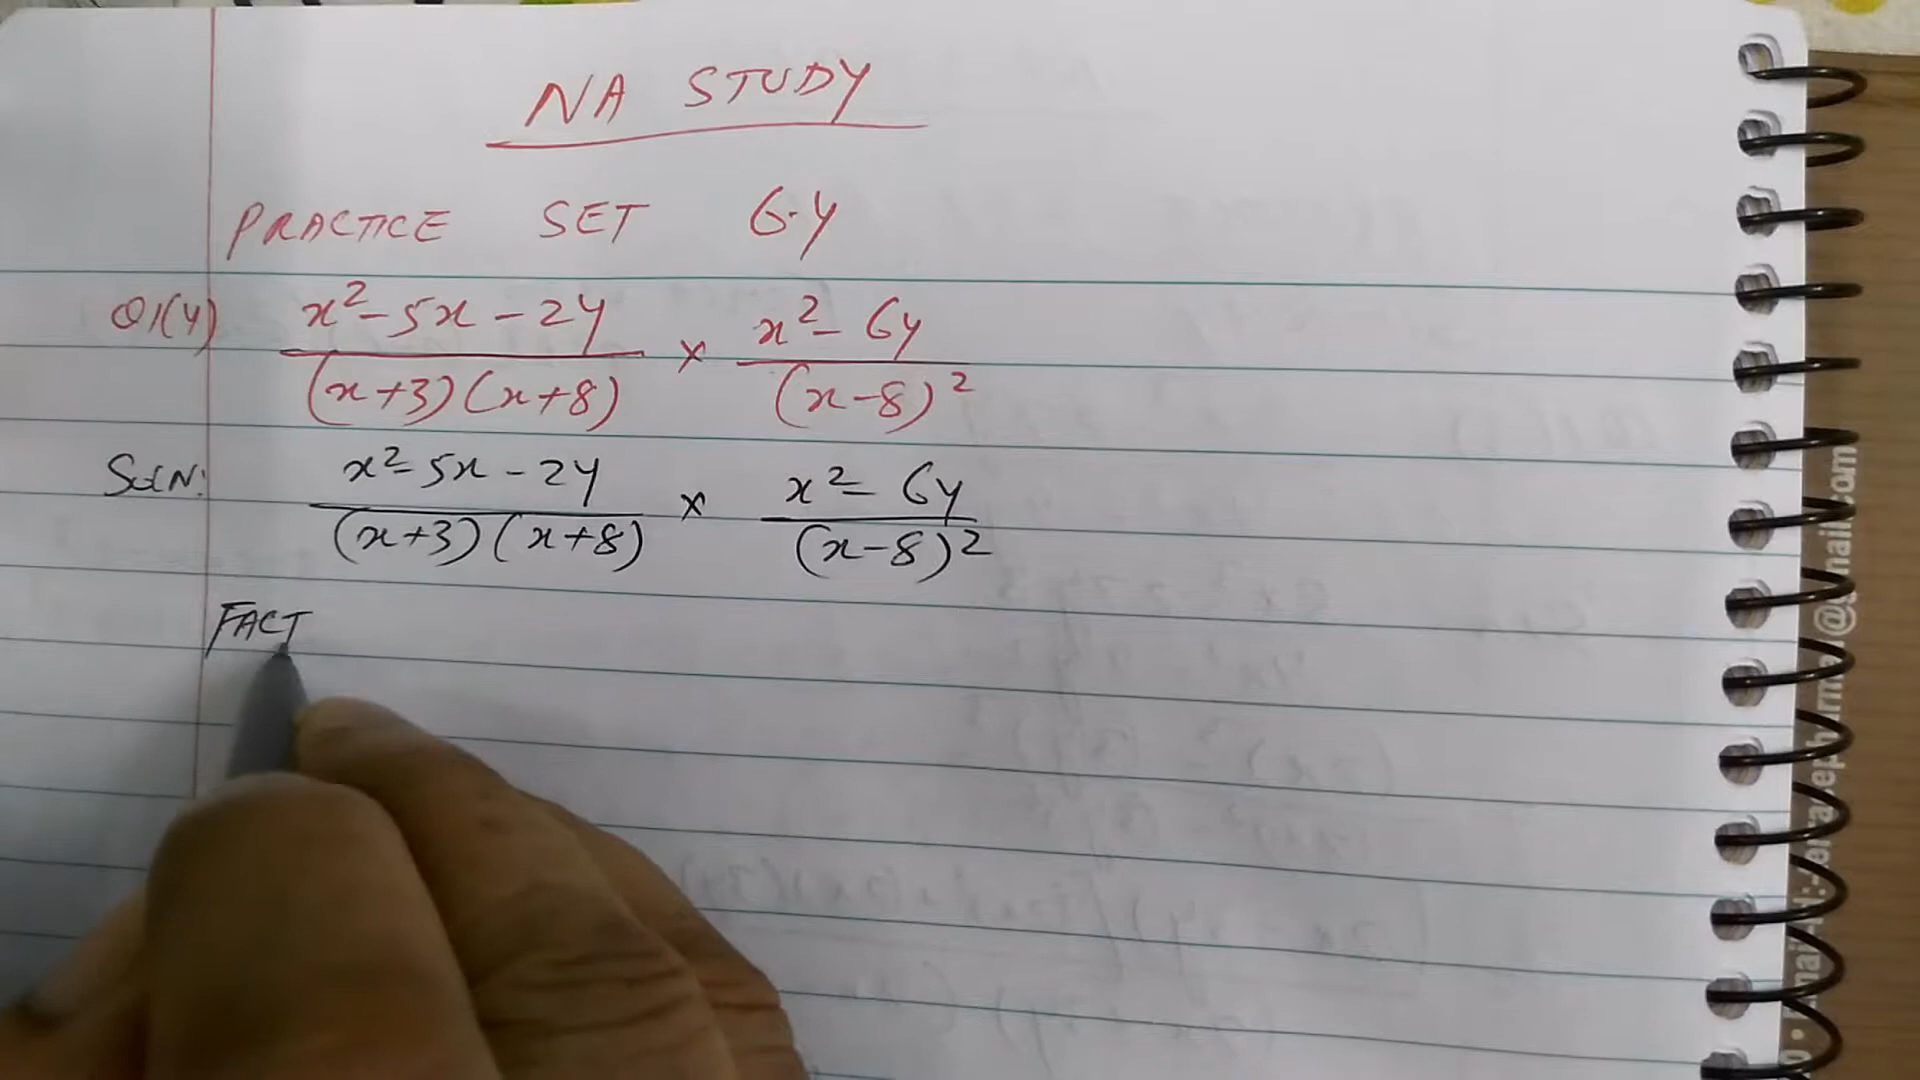 NA STUDY
PRACTICE SET 6.4
Q1(4) x²-5x-24 / (x+3)(x+8) × x²-64 / (x-8)²
SOLN: x²-5x-24 / (x+3)(x+8) × x²-64 / (x-8)²
FACT